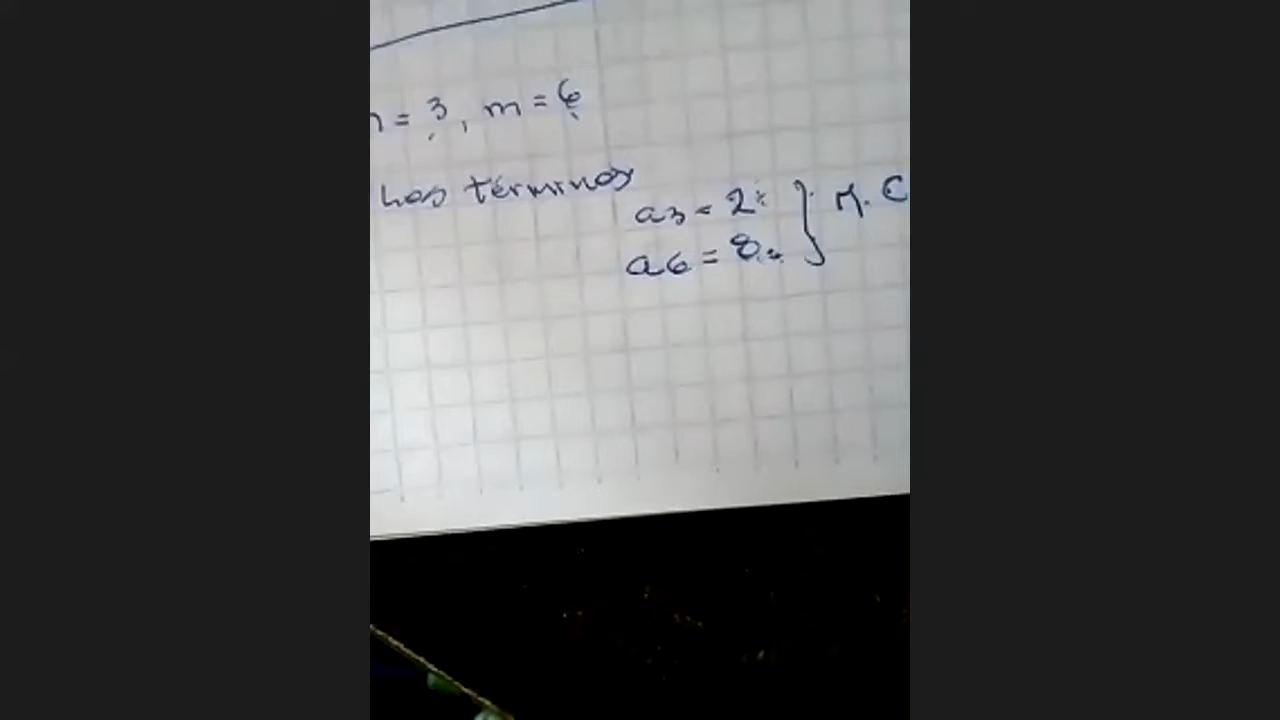 n = 3, m = 6
Los términos
a3 = 2
a6 = 8
} M. C